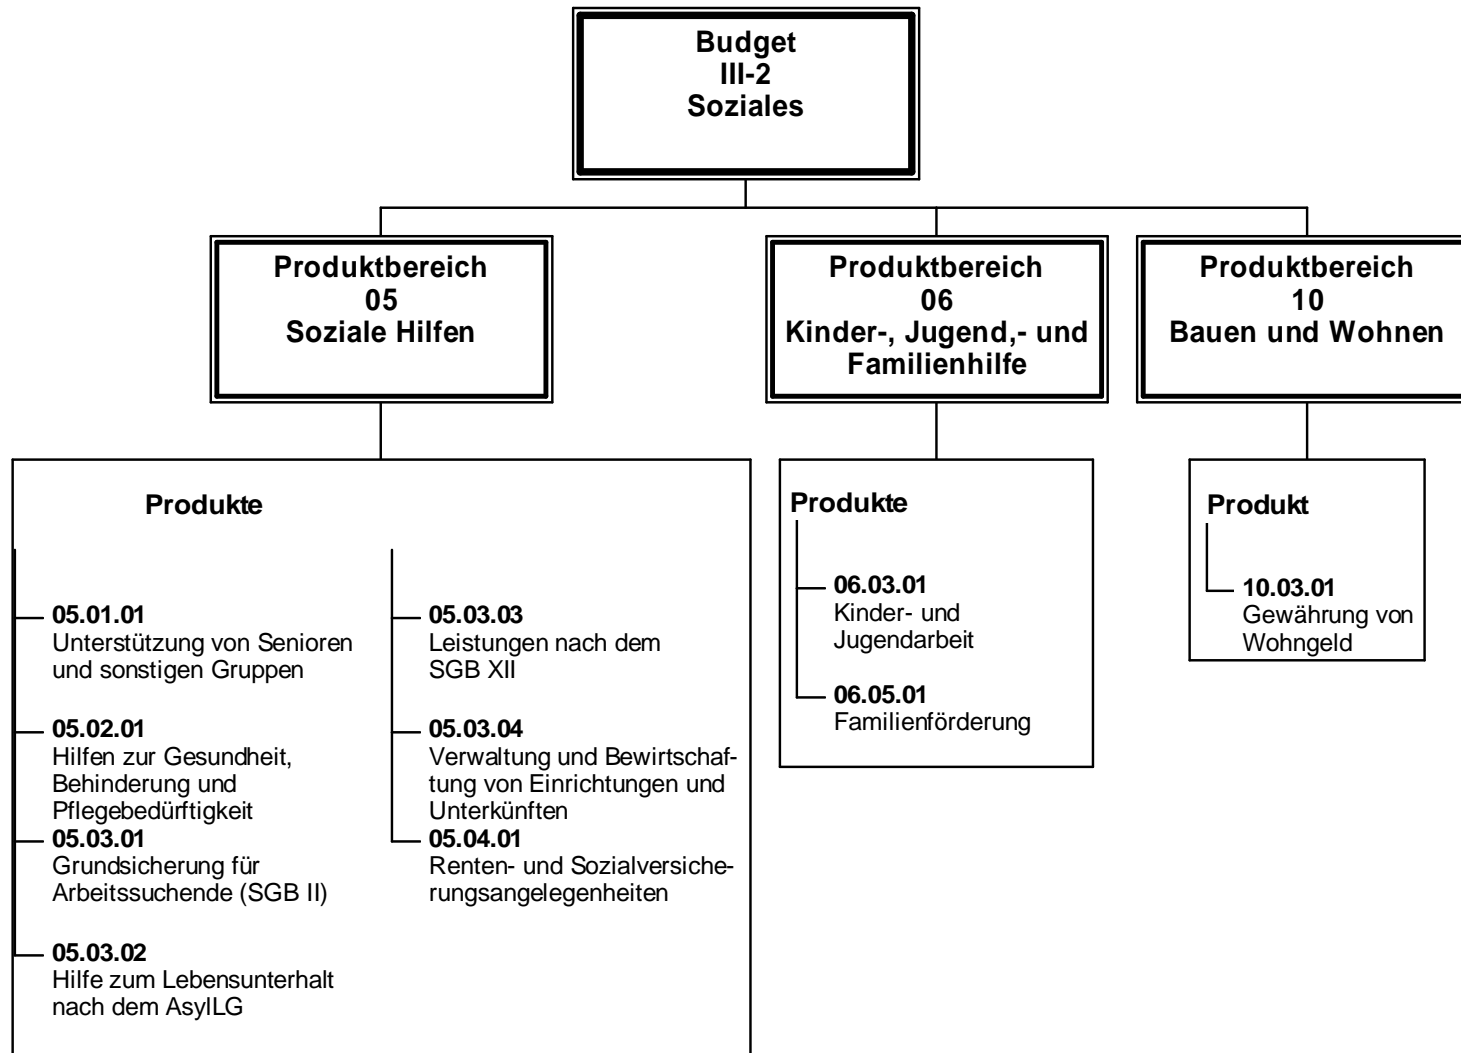 Budget
III-2
Soziales
Produktbereich
05
Soziale Hilfen
Produktbereich
06
Kinder-, Jugend,- und
Familienhilfe
Produktbereich
10
Bauen und Wohnen
Produkte
05.01.01
Unterstützung von Senioren
und sonstigen Gruppen
05.02.01
Hilfen zur Gesundheit,
Behinderung und
Pflegebedürftigkeit
05.03.01
Grundsicherung für
Arbeitssuchende (SGB II)
05.03.02
Hilfe zum Lebensunterhalt
nach dem AsylLG
05.03.03
Leistungen nach dem
SGB XII
05.03.04
Verwaltung und Bewirtschaf-
tung von Einrichtungen und
Unterkünften
05.04.01
Renten- und Sozialversiche-
rungsangelegenheiten
Produkte
06.03.01
Kinder- und
Jugendarbeit
06.05.01
Familienförderung
Produkt
10.03.01
Gewährung von
Wohngeld